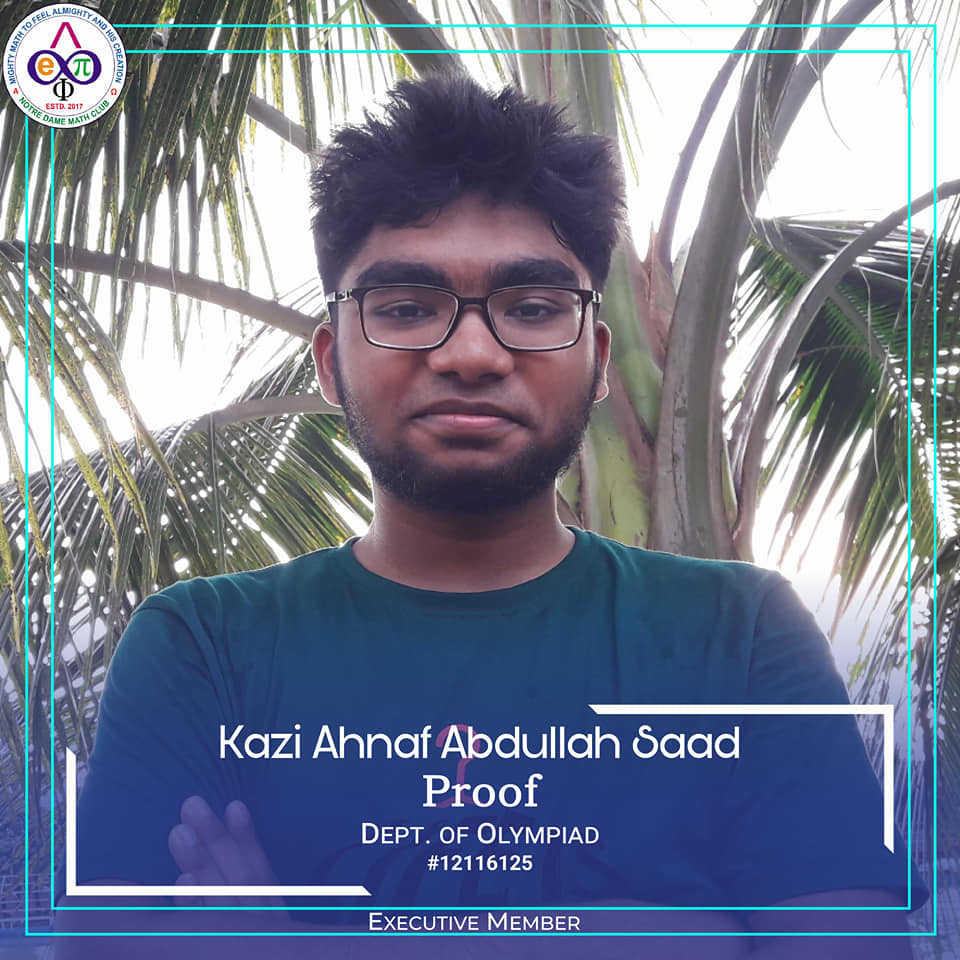 MIGHTY MATH TO FEEL ALMIGHTY AND HIS CREATION
e π
Φ
ESTD. 2017
Α Ω
NOTRE DAME MATH CLUB
Kazi Ahnaf Abdullah Saad
Proof
DEPT. OF OLYMPIAD
#12116125
EXECUTIVE MEMBER